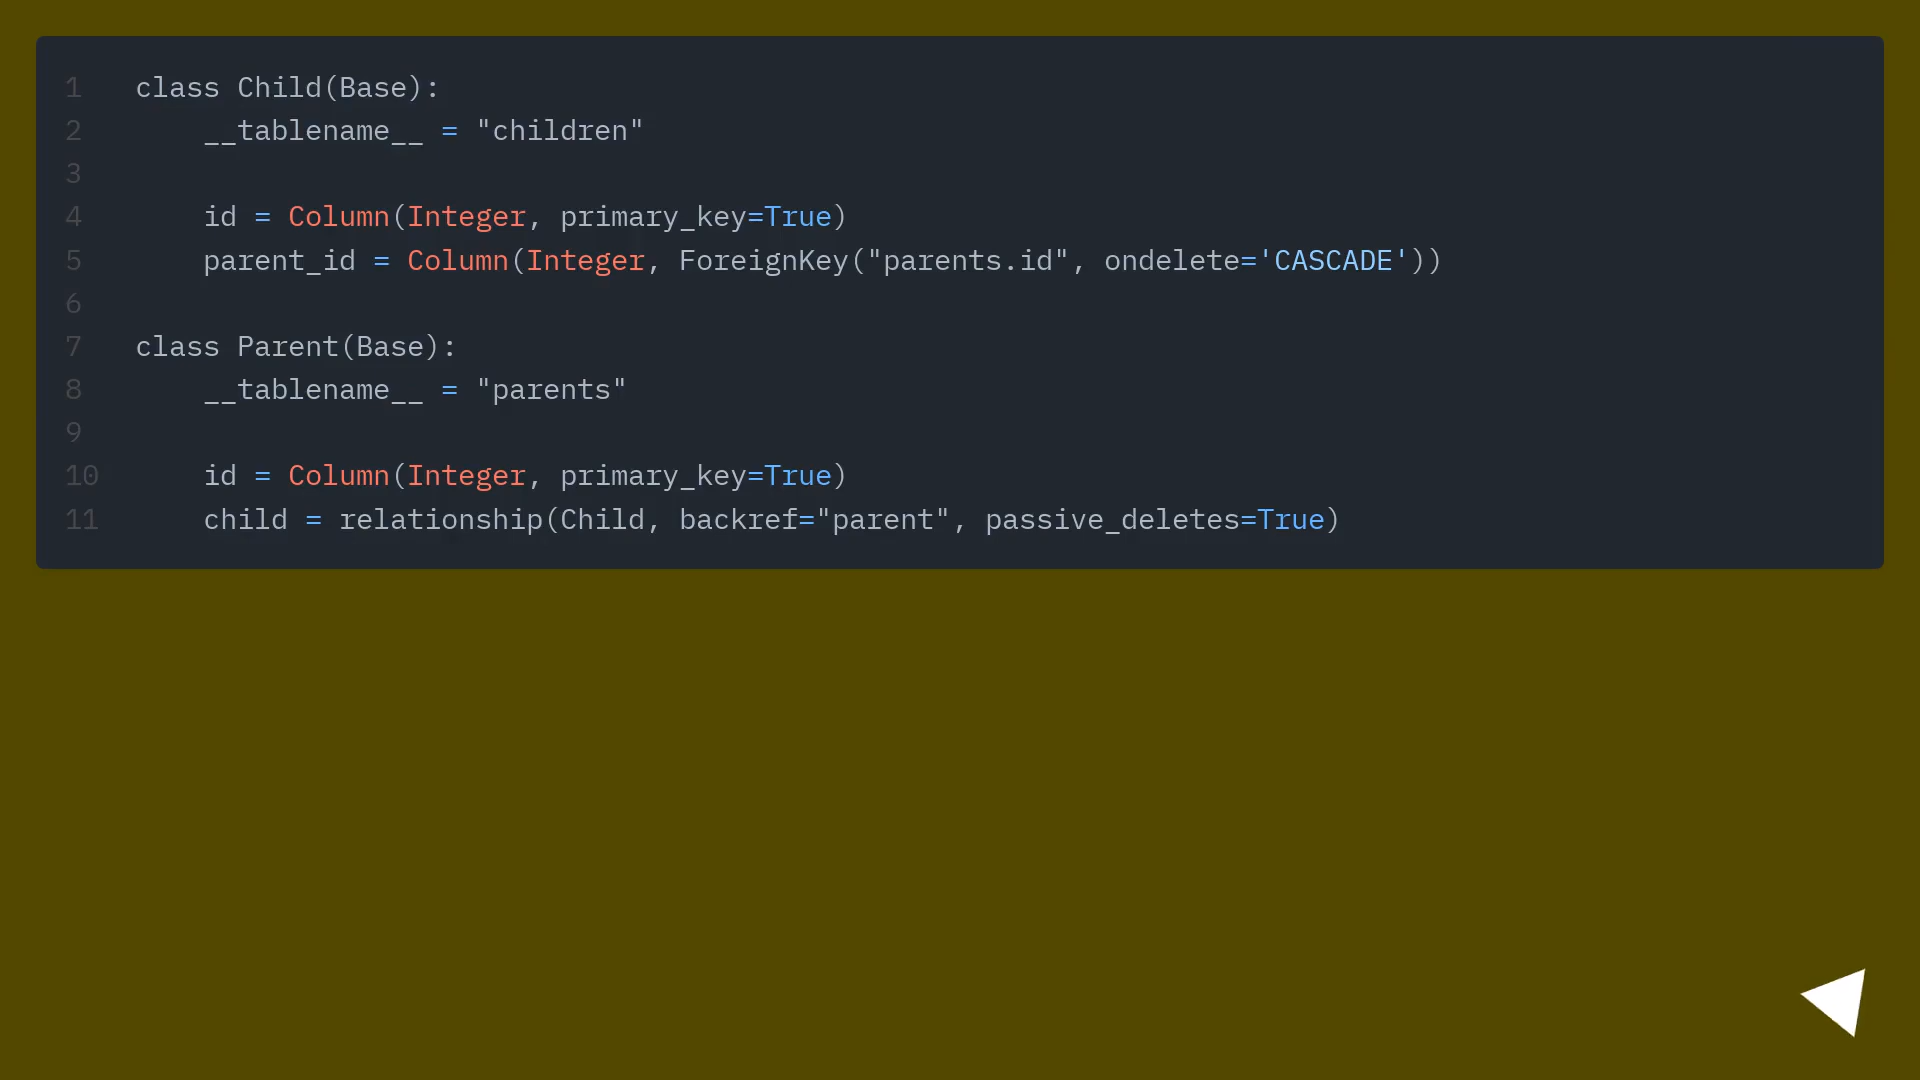 1 class Child(Base):
2     __tablename__ = "children"
3
4     id = Column(Integer, primary_key=True)
5     parent_id = Column(Integer, ForeignKey("parents.id", ondelete='CASCADE'))
6
7 class Parent(Base):
8     __tablename__ = "parents"
9
10     id = Column(Integer, primary_key=True)
11     child = relationship(Child, backref="parent", passive_deletes=True)